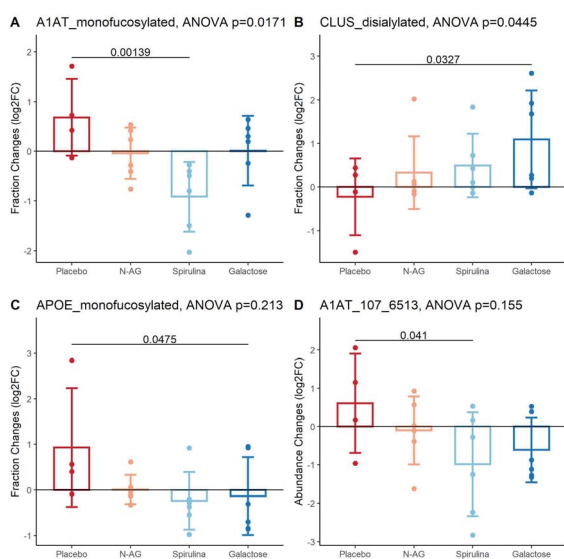 A A1AT_monofucosylated, ANOVA p=0.0171
0.00139
Fraction Changes (log2FC)
2
1
0
-1
-2
Placebo N-AG Spirulina Galactose
B CLUS_disialylated, ANOVA p=0.0445
0.0327
Fraction Changes (log2FC)
3
2
1
0
-1
Placebo N-AG Spirulina Galactose
C APOE_monofucosylated, ANOVA p=0.213
0.0475
Fraction Changes (log2FC)
3
2
1
0
-1
Placebo N-AG Spirulina Galactose
D A1AT_107_6513, ANOVA p=0.155
0.041
Abundance Changes (log2FC)
2
1
0
-1
-2
-3
Placebo N-AG Spirulina Galactose